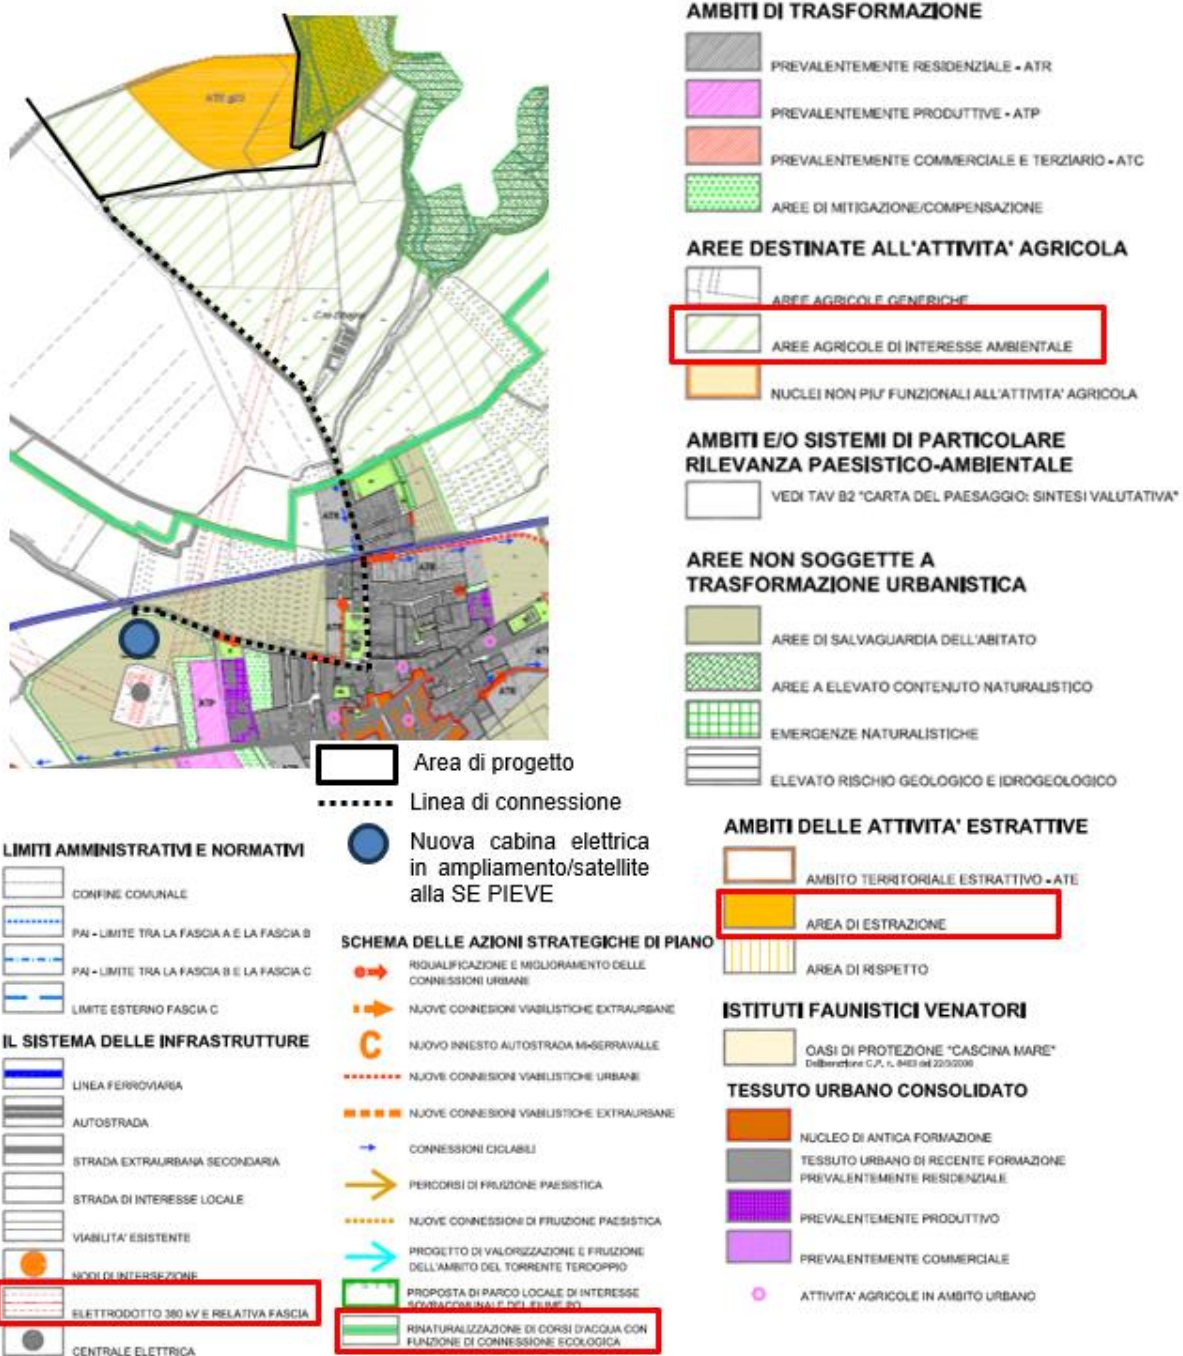 ATE g23
C.na Ettagna
ATR
ATR
ATR
ATP
ATR
Area di progetto
Linea di connessione
Nuova cabina elettrica
in ampliamento/satellite
alla SE PIEVE
AMBITI DI TRASFORMAZIONE
PREVALENTEMENTE RESIDENZIALE - ATR
PREVALENTEMENTE PRODUTTIVE - ATP
PREVALENTEMENTE COMMERCIALE E TERZIARIO - ATC
AREE DI MITIGAZIONE/COMPENSAZIONE
AREE DESTINATE ALL'ATTIVITA' AGRICOLA
AREE AGRICOLE GENERICHE
AREE AGRICOLE DI INTERESSE AMBIENTALE
NUCLEI NON PIU' FUNZIONALI ALL'ATTIVITA' AGRICOLA
AMBITI E/O SISTEMI DI PARTICOLARE
RILEVANZA PAESISTICO-AMBIENTALE
VEDI TAV B2 "CARTA DEL PAESAGGIO: SINTESI VALUTATIVA"
AREE NON SOGGETTE A
TRASFORMAZIONE URBANISTICA
AREE DI SALVAGUARDIA DELL'ABITATO
AREE A ELEVATO CONTENUTO NATURALISTICO
EMERGENZE NATURALISTICHE
ELEVATO RISCHIO GEOLOGICO E IDROGEOLOGICO
AMBITI DELLE ATTIVITA' ESTRATTIVE
AMBITO TERRITORIALE ESTRATTIVO - ATE
AREA DI ESTRAZIONE
AREA DI RISPETTO
ISTITUTI FAUNISTICI VENATORI
OASI DI PROTEZIONE "CASCINA MARE"
TESSUTO URBANO CONSOLIDATO
NUCLEO DI ANTICA FORMAZIONE
TESSUTO URBANO DI RECENTE FORMAZIONE
PREVALENTEMENTE RESIDENZIALE
PREVALENTEMENTE PRODUTTIVO
PREVALENTEMENTE COMMERCIALE
ATTIVITA' AGRICOLE IN AMBITO URBANO
LIMITI AMMINISTRATIVI E NORMATIVI
CONFINE COMUNALE
PAI - LIMITE TRA LA FASCIA A E LA FASCIA B
PAI - LIMITE TRA LA FASCIA B E LA FASCIA C
LIMITE ESTERNO FASCIA C
IL SISTEMA DELLE INFRASTRUTTURE
LINEA FERROVIARIA
AUTOSTRADA
STRADA EXTRAURBANA SECONDARIA
STRADA DI INTERESSE LOCALE
VIABILITA' ESISTENTE
NODI DI INTERSEZIONE
ELETTRODOTTO 380 kV E RELATIVA FASCIA
CENTRALE ELETTRICA
SCHEMA DELLE AZIONI STRATEGICHE DI PIANO
RIQUALIFICAZIONE E MIGLIORAMENTO DELLE
CONNESSIONI URBANE
NUOVE CONNESIONI VIABILISTICHE EXTRAURBANE
C
NUOVO INNESTO AUTOSTRADA MI-SERRAVALLE
NUOVE CONNESIONI VIABILISTICHE URBANE
NUOVE CONNESIONI VIABILISTICHE EXTRAURBANE
CONNESSIONI CICLABILI
PERCORSI DI FRUIZIONE PAESISTICA
NUOVE CONNESSIONI DI FRUIZIONE PAESISTICA
PROGETTO DI VALORIZZAZIONE E FRUIZIONE
DELL'AMBITO DEL TORRENTE TERDOPPIO
PROPOSTA DI PARCO LOCALE DI INTERESSE
SOVRACOMUNALE DEL FIUME PO
RINATURALIZZAZIONE DI CORSI D'ACQUA CON
FUNZIONE DI CONNESSIONE ECOLOGICA